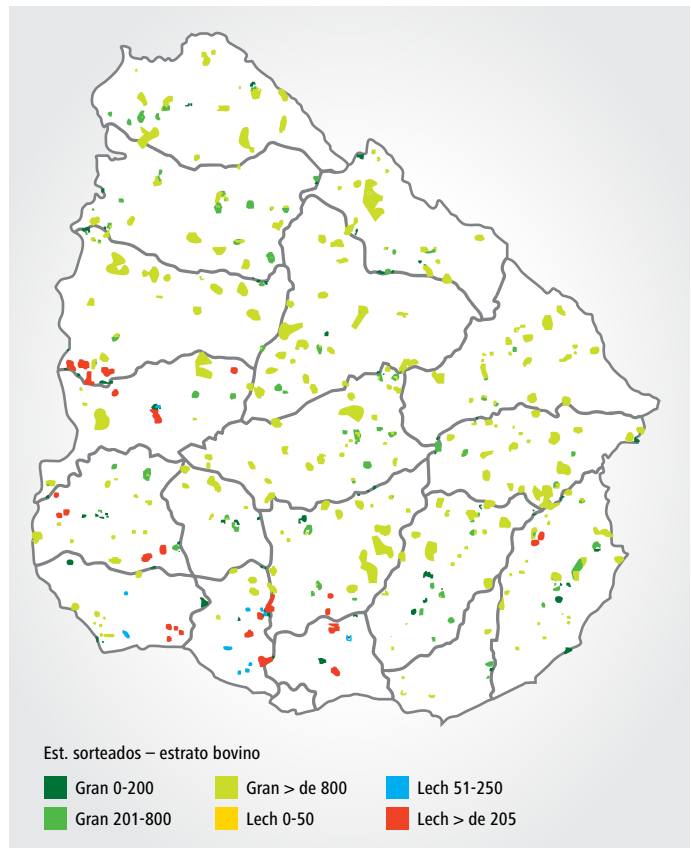 Est. sorteados – estrato bovino
Gran 0-200
Gran > de 800
Lech 51-250
Gran 201-800
Lech 0-50
Lech > de 205